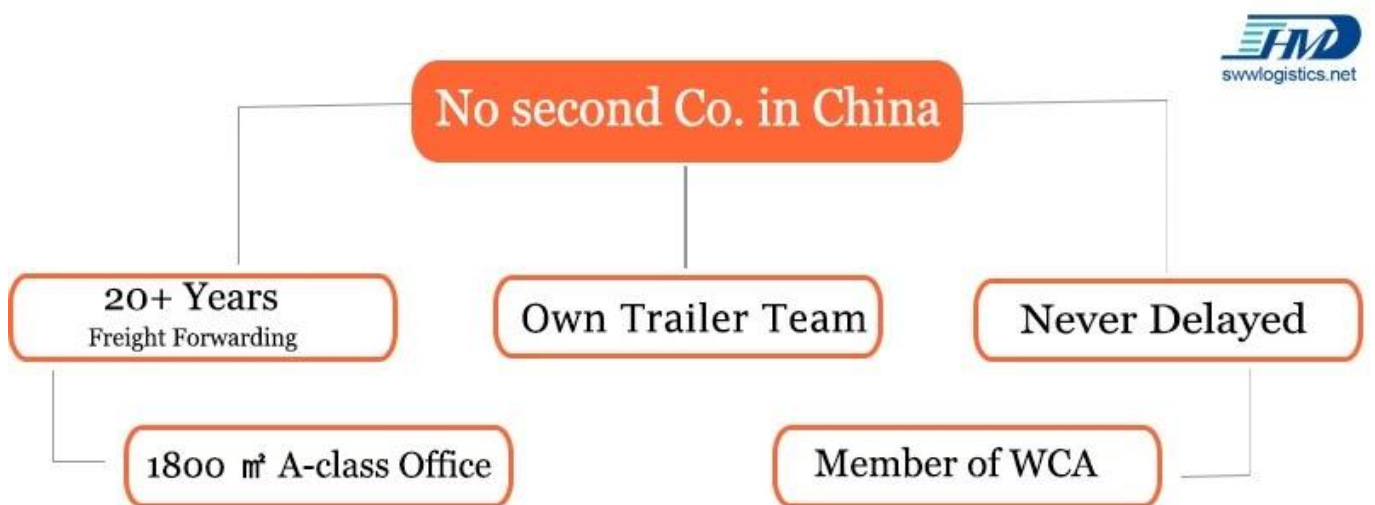 HMD
swwlogistics.net
No second Co. in China
20+ Years
Freight Forwarding
Own Trailer Team
Never Delayed
1800 ㎡ A-class Office
Member of WCA